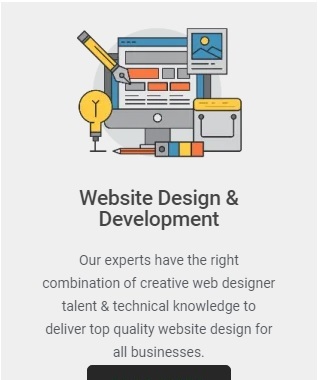 Website Design &
Development
Our experts have the right
combination of creative web designer
talent & technical knowledge to
deliver top quality website design for
all businesses.